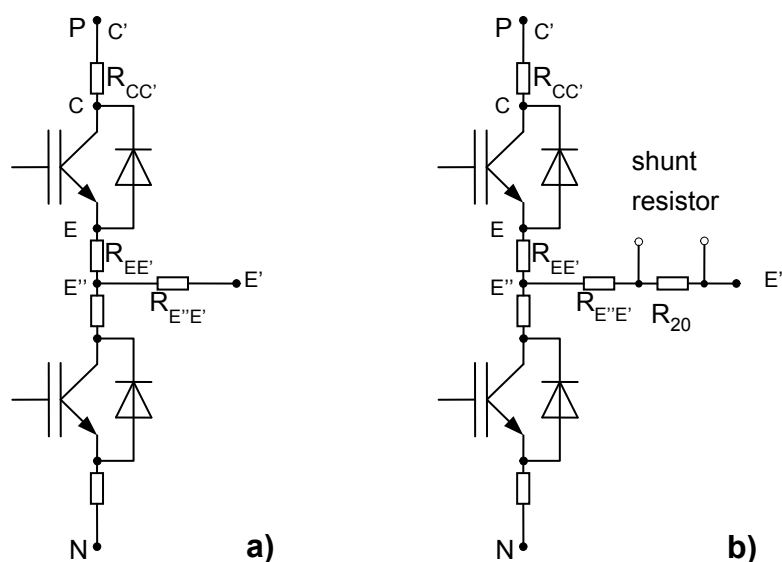 P C'
R CC'
C
E
R EE'
E''
R E''E'
E'
N
a)
P C'
R CC'
C
shunt
resistor
E
R EE'
E''
R E''E'
R 20
E'
N
b)